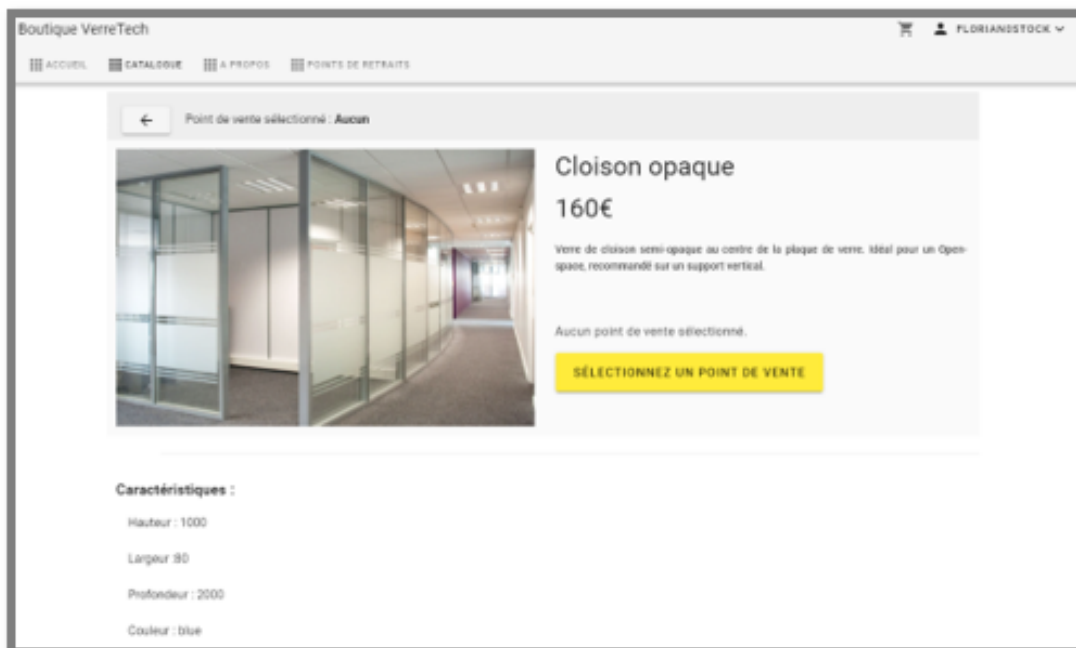 Boutique VerreTech
FLORIANDSTOCK
ACCUEIL CATALOGUE A PROPOS POINTS DE RETRAITS
Point de vente sélectionné : Aucun
Cloison opaque
160€
Verre de cloison semi-opaque au centre de la plaque de verre. Idéal pour un Open-
space, recommandé sur un support vertical.
Aucun point de vente sélectionné.
SÉLECTIONNEZ UN POINT DE VENTE
Caractéristiques :
Hauteur : 1000
Largeur :80
Profondeur : 2000
Couleur : blue